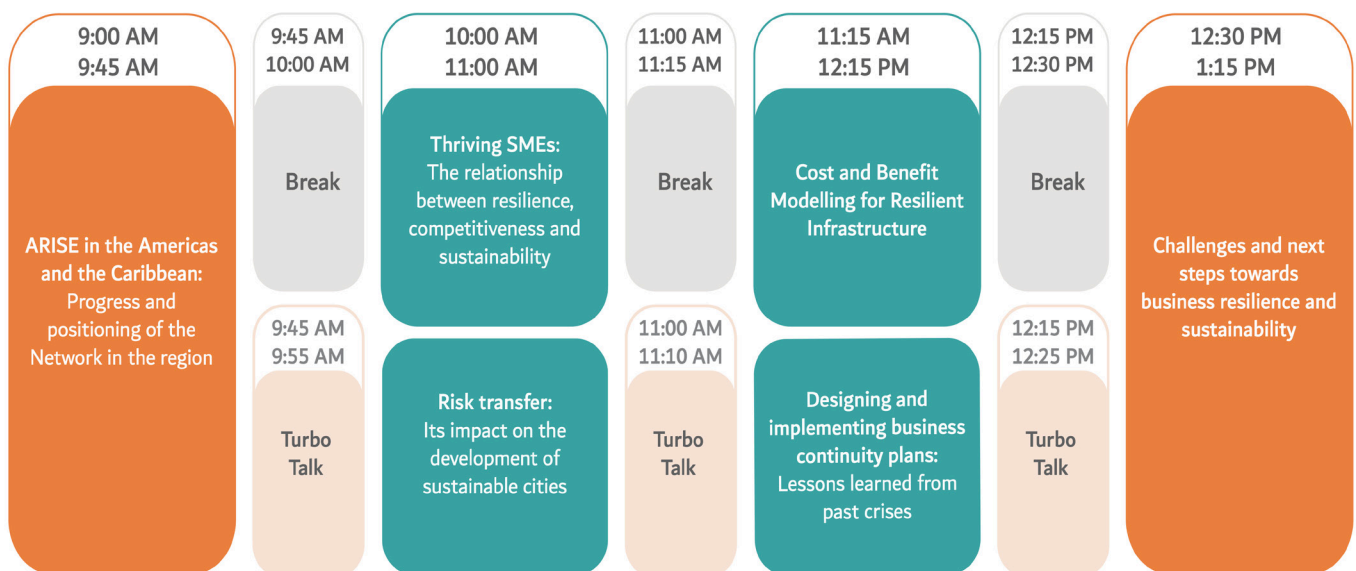 9:00 AM
9:45 AM
ARISE in the Americas
and the Caribbean:
Progress and
positioning of the
Network in the region
9:45 AM
10:00 AM
Break
9:45 AM
9:55 AM
Turbo
Talk
10:00 AM
11:00 AM
Thriving SMEs:
The relationship
between resilience,
competitiveness and
sustainability
Risk transfer:
Its impact on the
development of
sustainable cities
11:00 AM
11:15 AM
Break
11:00 AM
11:10 AM
Turbo
Talk
11:15 AM
12:15 PM
Cost and Benefit
Modelling for Resilient
Infrastructure
Designing and
implementing business
continuity plans:
Lessons learned from
past crises
12:15 PM
12:30 PM
Break
12:15 PM
12:25 PM
Turbo
Talk
12:30 PM
1:15 PM
Challenges and next
steps towards
business resilience and
sustainability